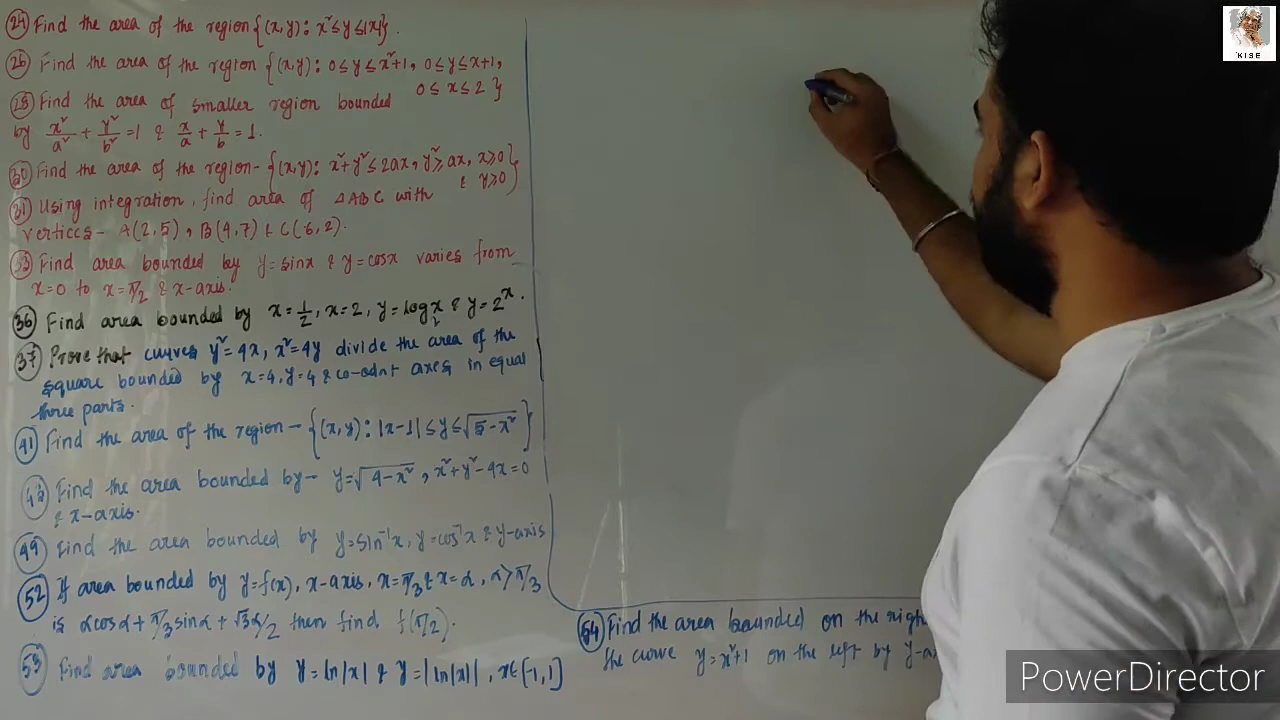 24 Find the area of the region {(x,y): x² ≤ y ≤ |x|}.
26 Find the area of the region {(x,y): 0 ≤ y ≤ x²+1, 0 ≤ y ≤ x+1,
0 ≤ x ≤ 2}
28 Find the area of smaller region bounded
by x²/a² + y²/b² = 1 & x/a + y/b = 1.
30 Find the area of the region- {(x,y): x²+y² ≤ 2ax, y² ≥ ax, x ≥ 0
& y ≥ 0}
31 Using integration, find area of △ABC with
vertices- A(2,5), B(4,7) & C(6,2).
33 Find area bounded by y=sinx & y=cosx varies from
x=0 to x=π/2 & x-axis.
36 Find area bounded by x=1/2, x=2, y=log x & y=2^x.
37 Prove that curves y²=4x, x²=4y divide the area of the
square bounded by x=4, y=4 & co-odnt axes in equal
three parts.
41 Find the area of the region- {(x,y): |x-1| ≤ y ≤ √(5-x²)}
43 Find the area bounded by- y=√(4-x²), x²+y²-4x=0
& x-axis.
49 Find the area bounded by y=sin⁻¹x, y=cos⁻¹x & y-axis
52 If area bounded by y=f(x), x-axis, x=π/3 & x=α, α>π/3
is αcosα + π/3 sinα + √3α/2 then find f(π/2).
53 Find area bounded by y=ln|x| & y=|ln|x||, x∈[-1,1]
54 Find the area bounded on the righ
the curve y=x²+1 on the left by y-a
KISE
PowerDirector